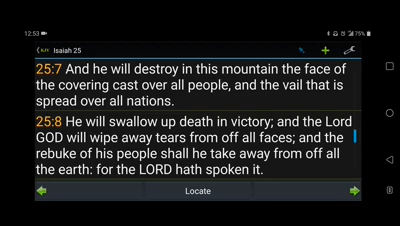 12.53 75%
KJV Isaiah 25
25:7 And he will destroy in this mountain the face of
the covering cast over all people, and the vail that is
spread over all nations.
25:8 He will swallow up death in victory; and the Lord
GOD will wipe away tears from off all faces; and the
rebuke of his people shall he take away from off all
the earth: for the LORD hath spoken it.
Locate